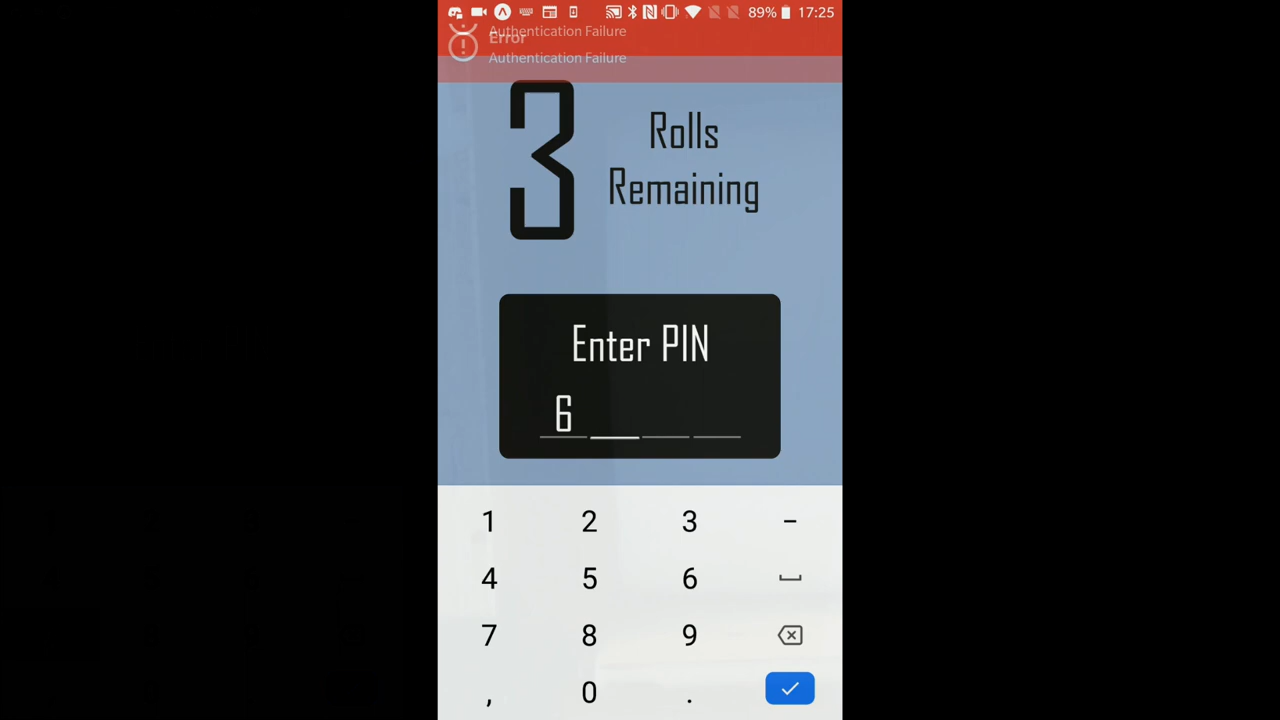 89% 17:25
Authentication Failure
Error
Authentication Failure
3
Rolls
Remaining
Enter PIN
6
1 2 3 -
4 5 6
7 8 9
, 0 .